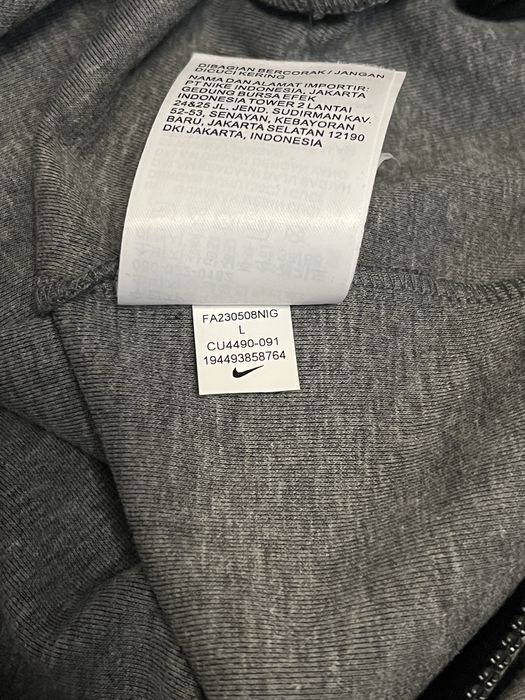 DIBAGIAN BERCORAK / JANGAN
DICUCI KERING
NAMA DAN ALAMAT IMPORTIR:
PT NIKE INDONESIA, JAKARTA
GEDUNG BURSA EFEK
INDONESIA TOWER 2 LANTAI
24&25 JL. JEND. SUDIRMAN KAV.
52-53, SENAYAN, KEBAYORAN
BARU, JAKARTA SELATAN 12190
DKI JAKARTA, INDONESIA
FA230508NIG
L
CU4490-091
194493858764